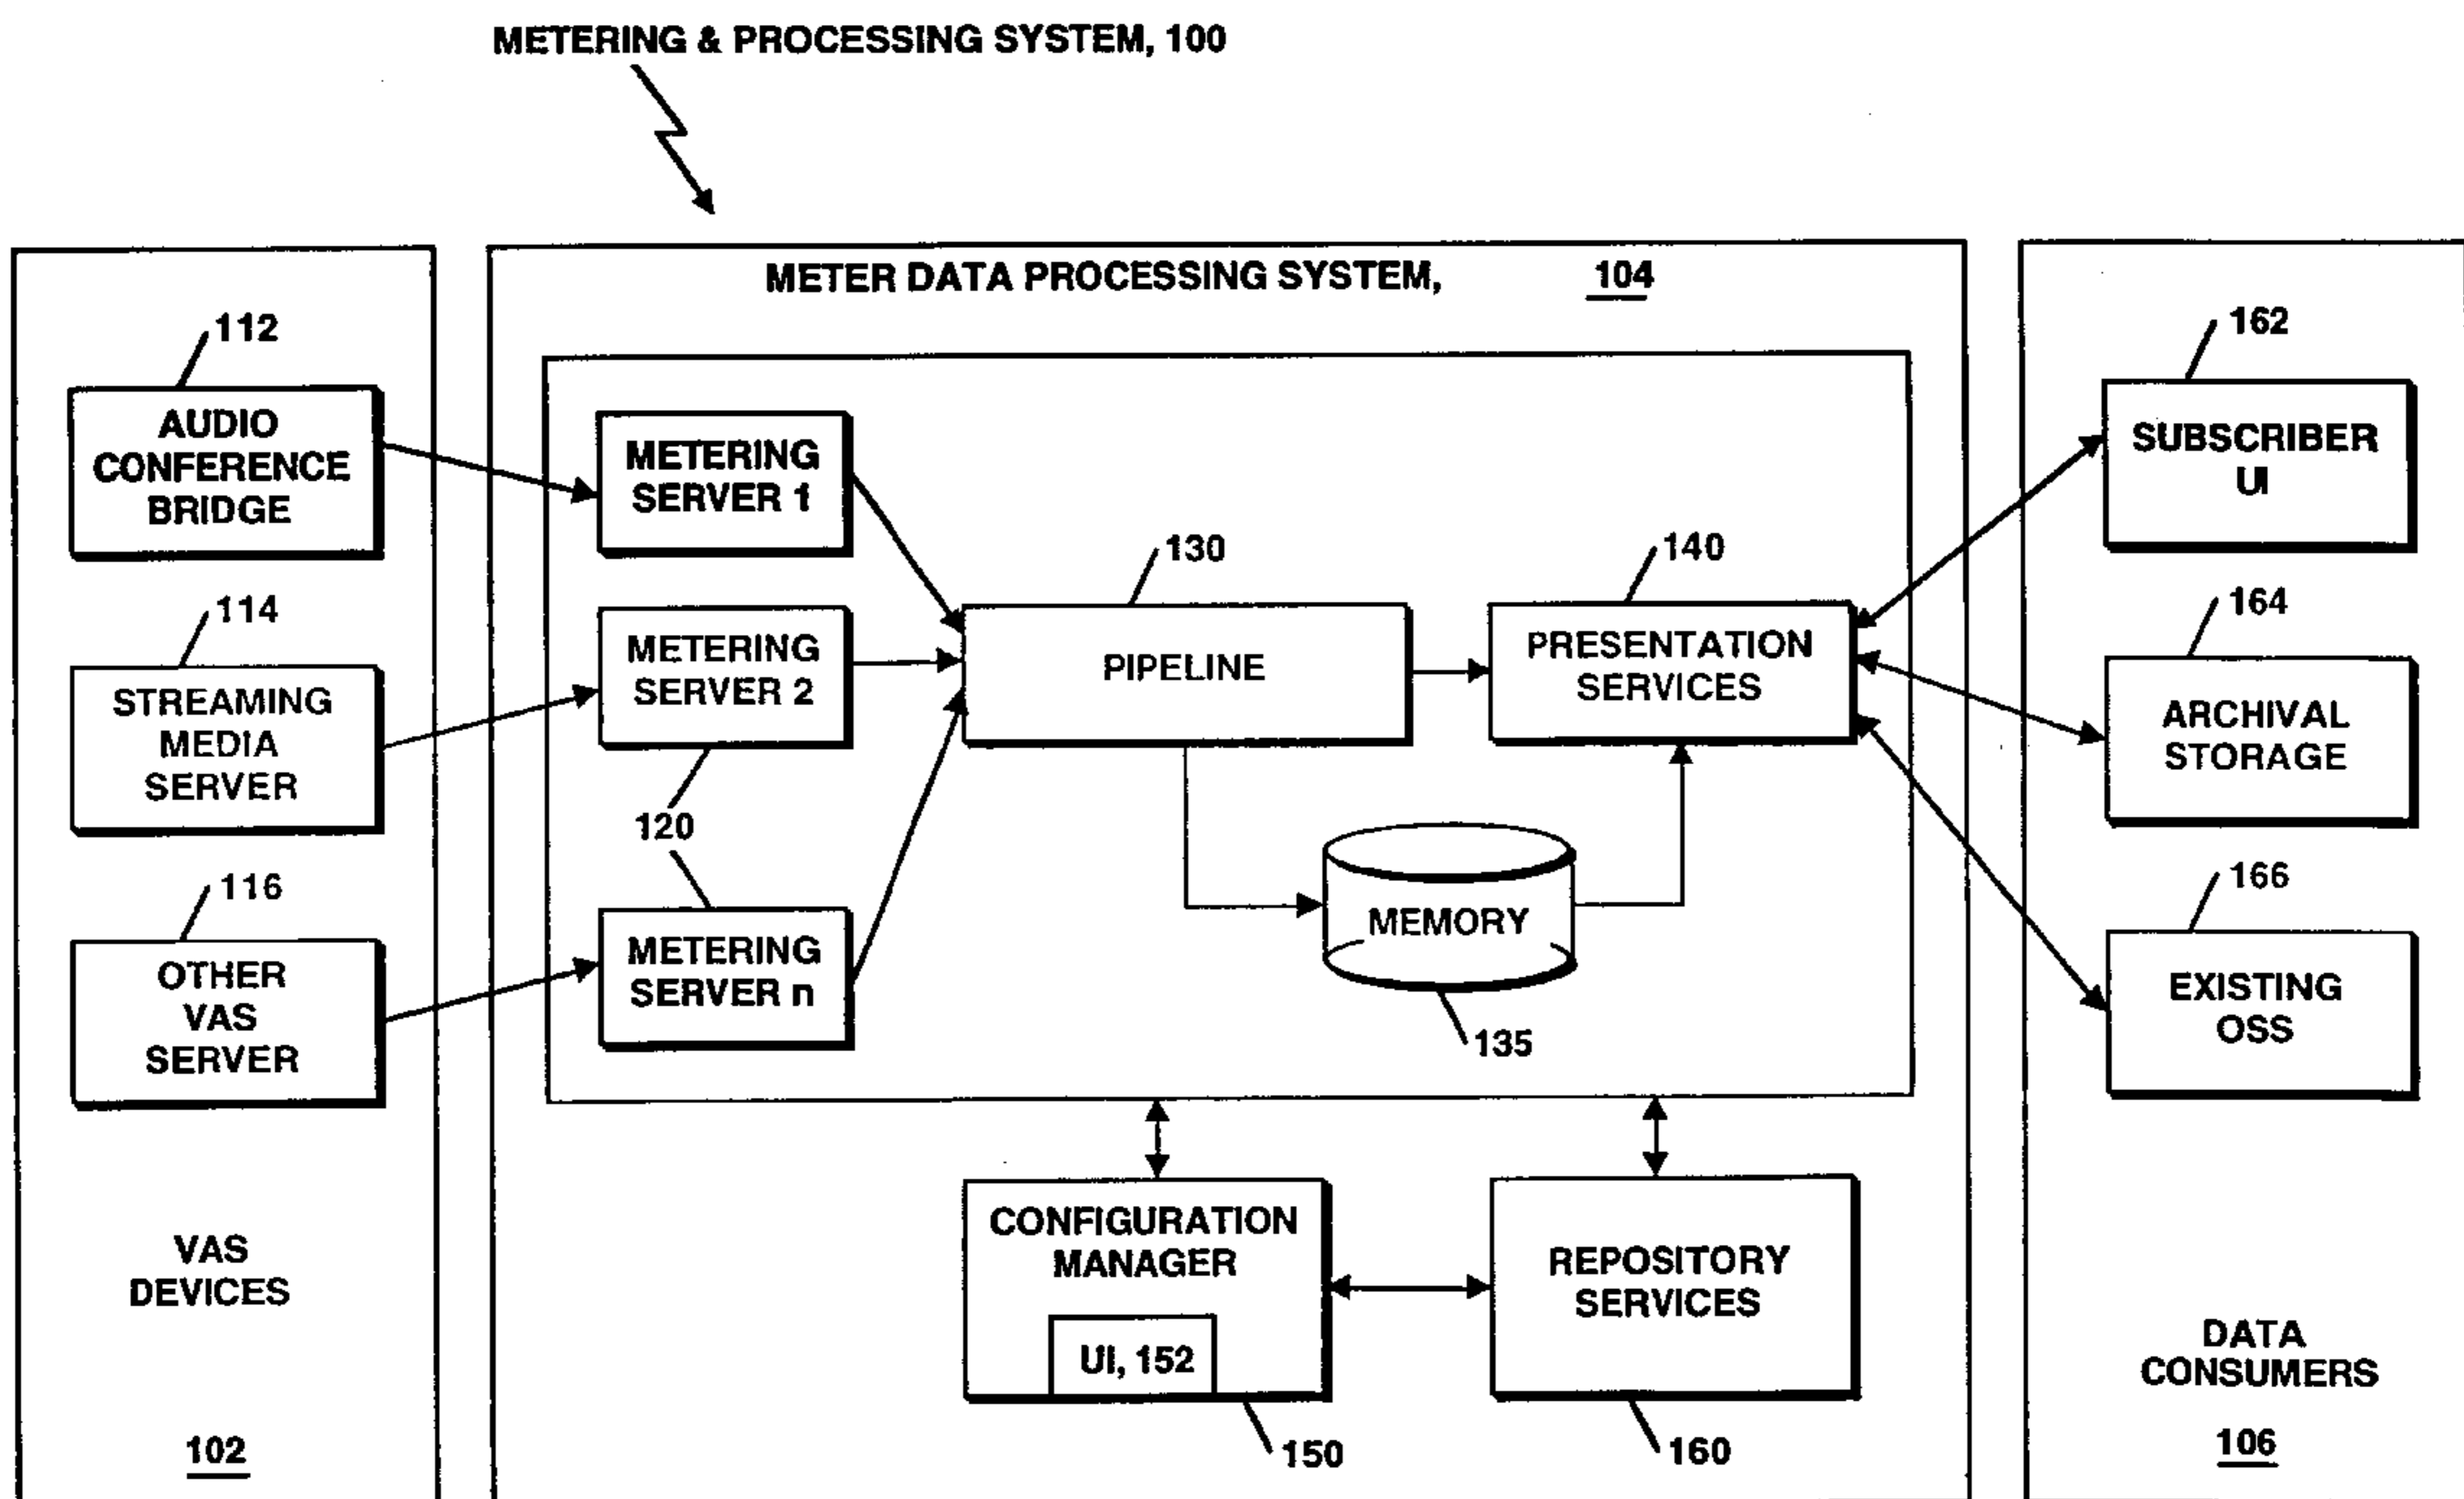 METERING & PROCESSING SYSTEM, 100
METER DATA PROCESSING SYSTEM, 104
112
AUDIO
CONFERENCE
BRIDGE
114
STREAMING
MEDIA
SERVER
116
OTHER
VAS
SERVER
VAS
DEVICES
102
METERING
SERVER 1
METERING
SERVER 2
120
METERING
SERVER n
130
PIPELINE
140
PRESENTATION
SERVICES
MEMORY
135
CONFIGURATION
MANAGER
UI, 152
150
REPOSITORY
SERVICES
160
162
SUBSCRIBER
UI
164
ARCHIVAL
STORAGE
166
EXISTING
OSS
DATA
CONSUMERS
106